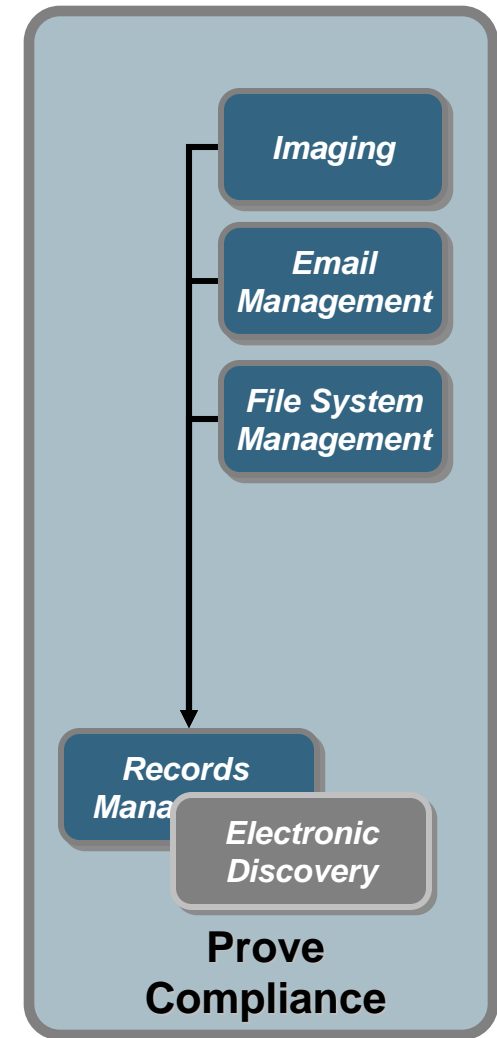 Imaging
Email
Management
File System
Management
Records
Mana
Electronic
Discovery
Prove
Compliance